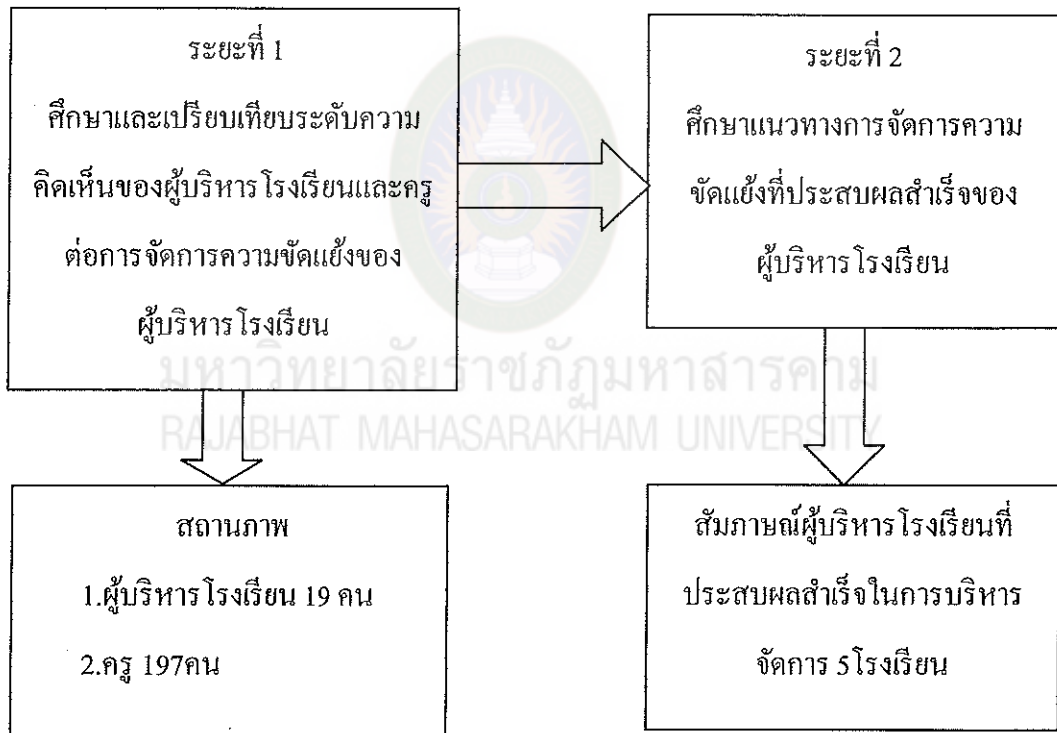 ระยะที่ 1
ศึกษาและเปรียบเทียบระดับความ
คิดเห็นของผู้บริหารโรงเรียนและครู
ต่อการจัดการความขัดแย้งของ
ผู้บริหารโรงเรียน
ระยะที่ 2
ศึกษาแนวทางการจัดการความ
ขัดแย้งที่ประสบผลสำเร็จของ
ผู้บริหารโรงเรียน
มหาวิทยาลัยราชภัฏมหาสารคาม
RAJABHAT MAHASARAKHAM UNIVERSITY
สถานภาพ
1.ผู้บริหารโรงเรียน 19 คน
2.ครู 197คน
สัมภาษณ์ผู้บริหารโรงเรียนที่
ประสบผลสำเร็จในการบริหาร
จัดการ 5โรงเรียน